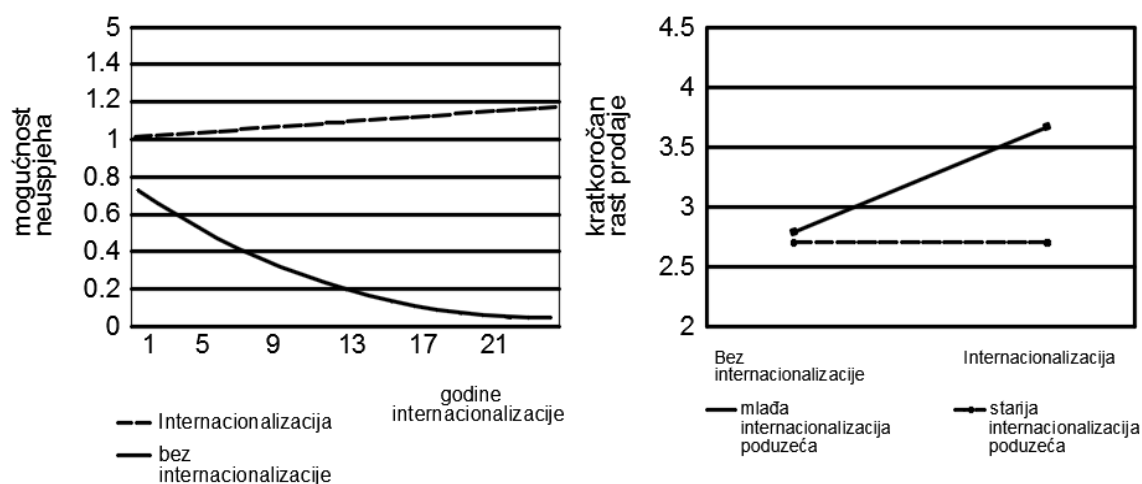 mogućnost
neuspjeha
5
1.4
1.2
1
0.8
0.6
0.4
0.2
0
1 5 9 13 17 21
godine
internacionalizacije
Internacionalizacija
bez
internacionalizacije
kratkoročan
rast prodaje
4.5
4
3.5
3
2.5
2
Bez
internacionalizacije
Internacionalizacija
mlađa
internacionalizacija
poduzeća
starija
internacionalizacija
poduzeća